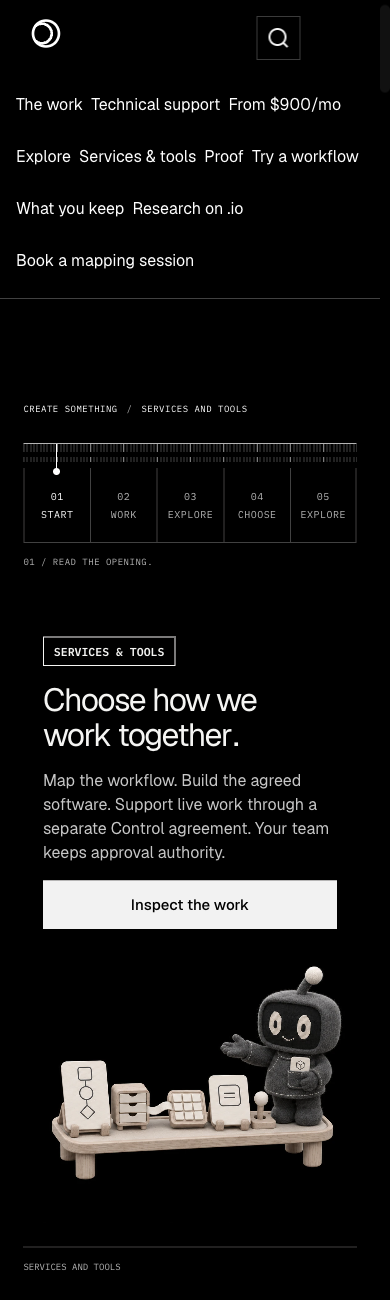 The work Technical support From $900/mo
Explore Services & tools Proof Try a workflow
What you keep Research on .io
Book a mapping session
CREATE SOMETHING / SERVICES AND TOOLS
01 02 03 04 05
START WORK EXPLORE CHOOSE EXPLORE
01 / READ THE OPENING.
SERVICES & TOOLS
Choose how we
work together.
Map the workflow. Build the agreed
software. Support live work through a
separate Control agreement. Your team
keeps approval authority.
Inspect the work
SERVICES AND TOOLS